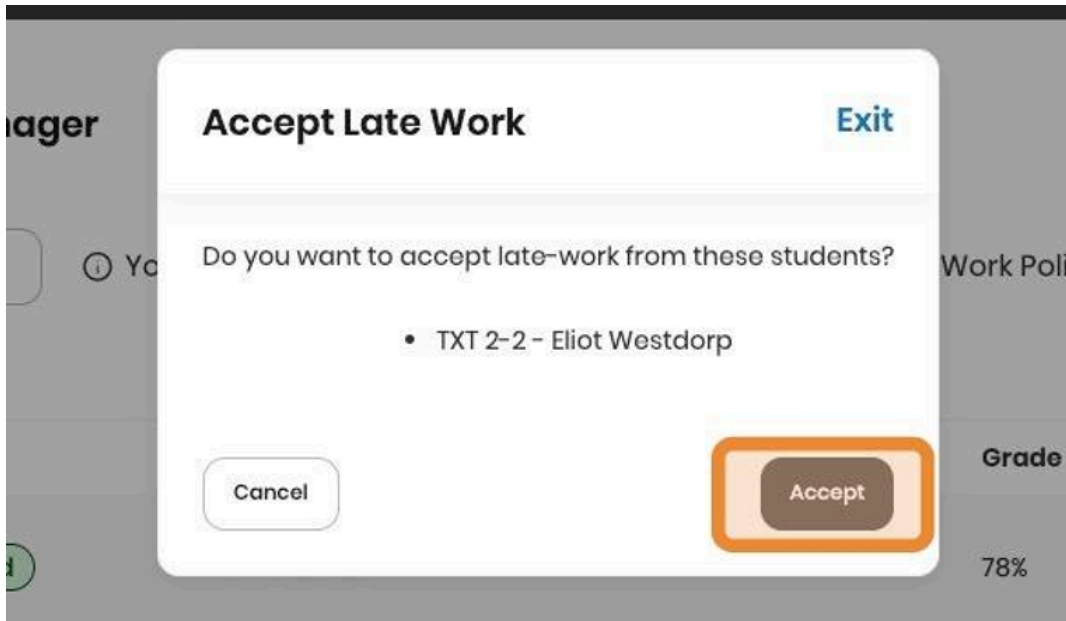 ager
Accept Late Work
Exit
Do you want to accept late-work from these students?
Work Poli
• TXT 2-2 - Eliot Westdorp
Grade
Cancel
Accept
78%